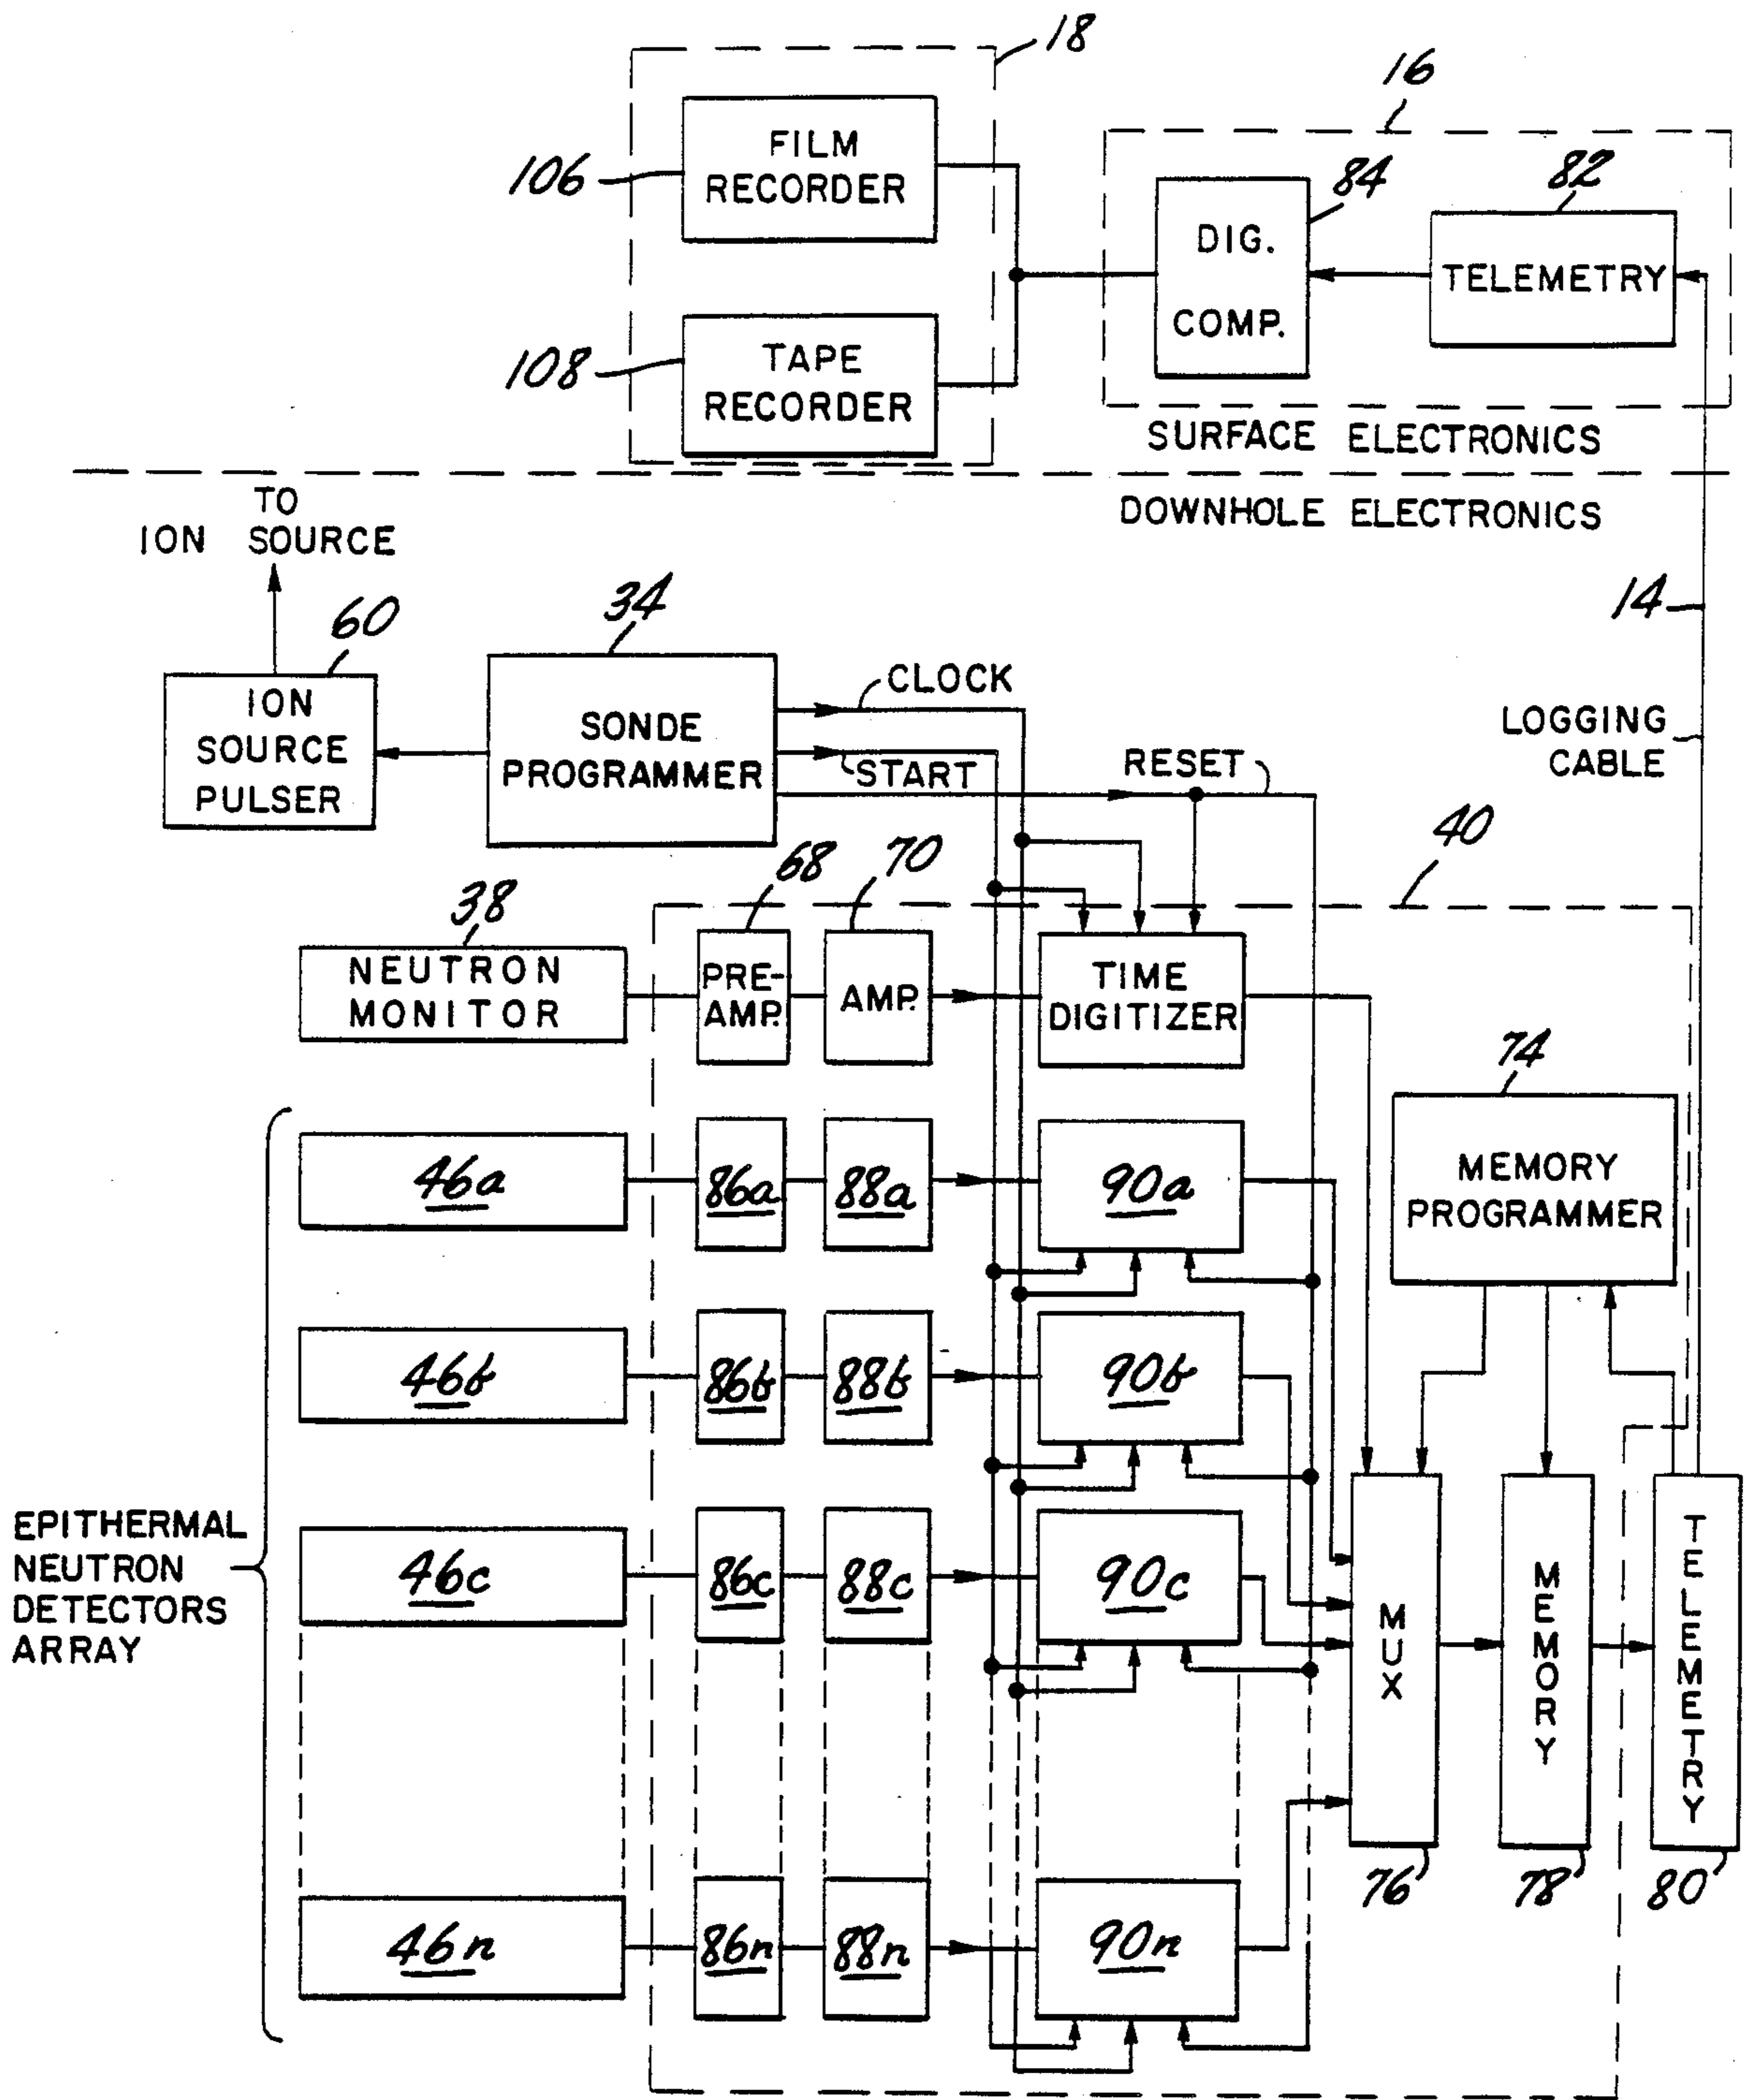 18
16
FILM
RECORDER
106
84
82
DIG.
COMP.
TELEMETRY
TAPE
RECORDER
108
SURFACE ELECTRONICS
DOWNHOLE ELECTRONICS
TO
ION SOURCE
60
34
14
ION
SOURCE
PULSER
SONDE
PROGRAMMER
CLOCK
START
RESET
LOGGING
CABLE
40
38
68
70
NEUTRON
MONITOR
PRE-
AMP.
AMP.
TIME
DIGITIZER
74
MEMORY
PROGRAMMER
46a
86a
88a
90a
46b
86b
88b
90b
EPITHERMAL
NEUTRON
DETECTORS
ARRAY
46c
86c
88c
90c
MUX
MEMORY
TELEMETRY
76
78
80
46n
86n
88n
90n